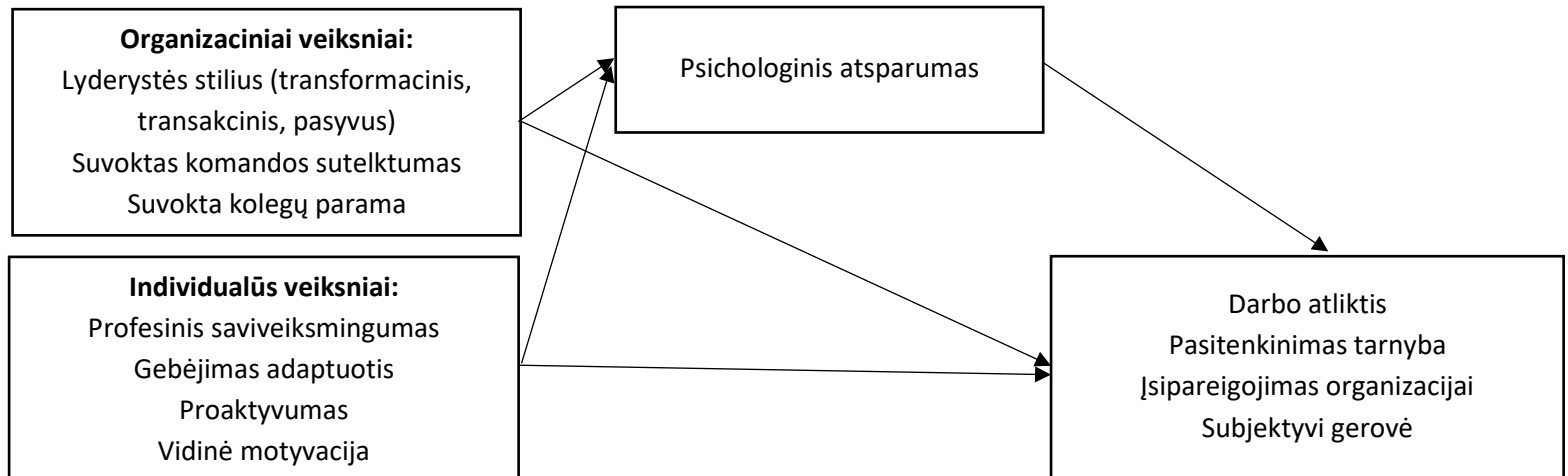 Organizaciniai veiksniai:
Lyderystės stilius (transformacinis,
transakcinis, pasyvus)
Suvoktas komandos sutelktumas
Suvokta kolegų parama
Psichologinis atsparumas
Individualūs veiksniai:
Profesinis saviveiksmingumas
Gebėjimas adaptuotis
Proaktyvumas
Vidinė motyvacija
Darbo atliktis
Pasitenkinimas tarnyba
Įsipareigojimas organizacijai
Subjektyvi gerovė